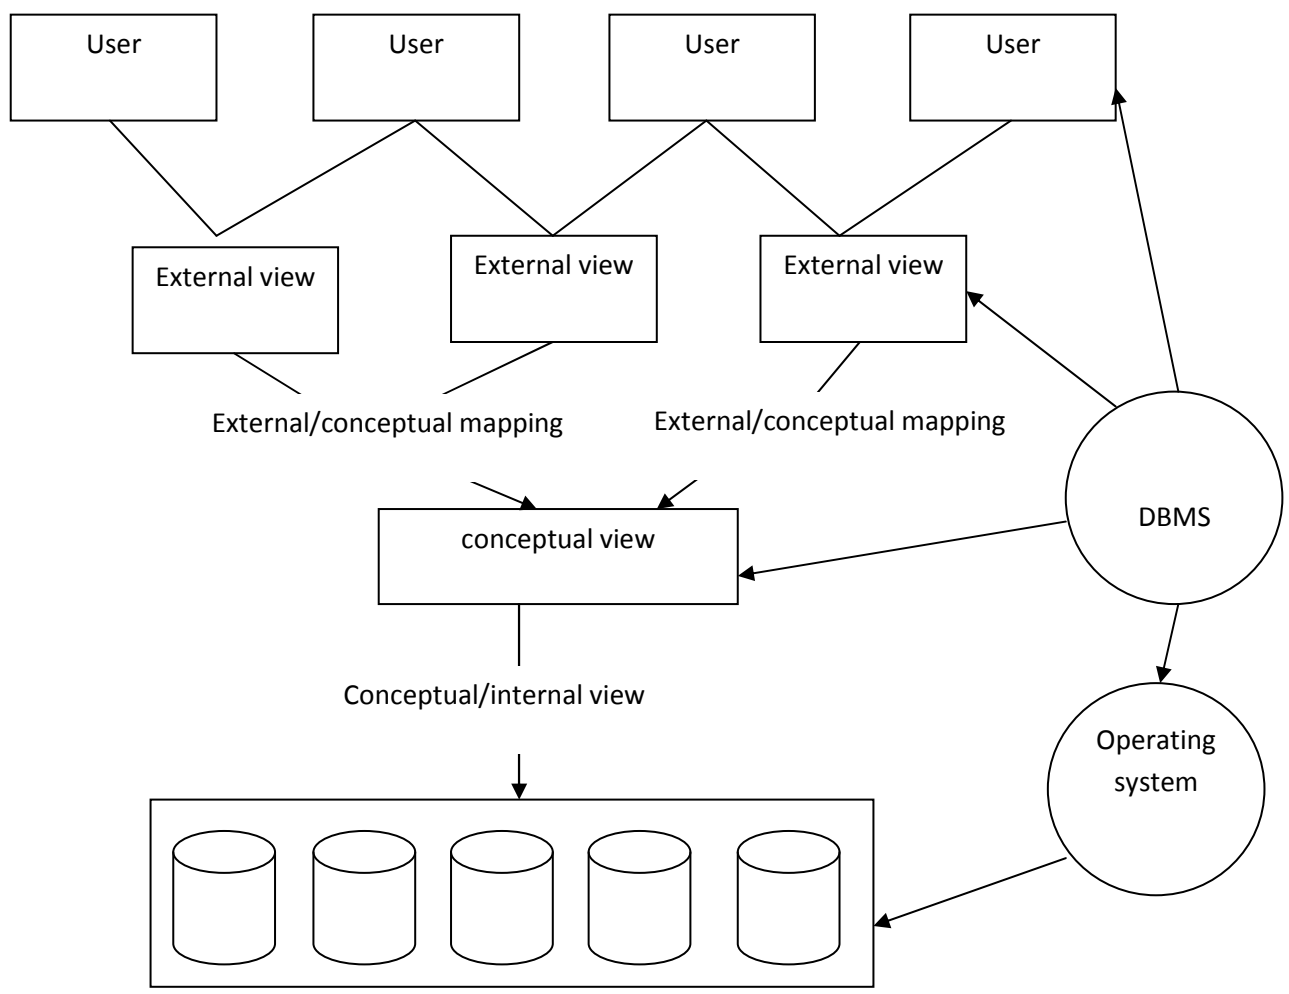 User
User
User
User
External view
External view
External view
External/conceptual mapping
External/conceptual mapping
DBMS
conceptual view
Conceptual/internal view
Operating
system